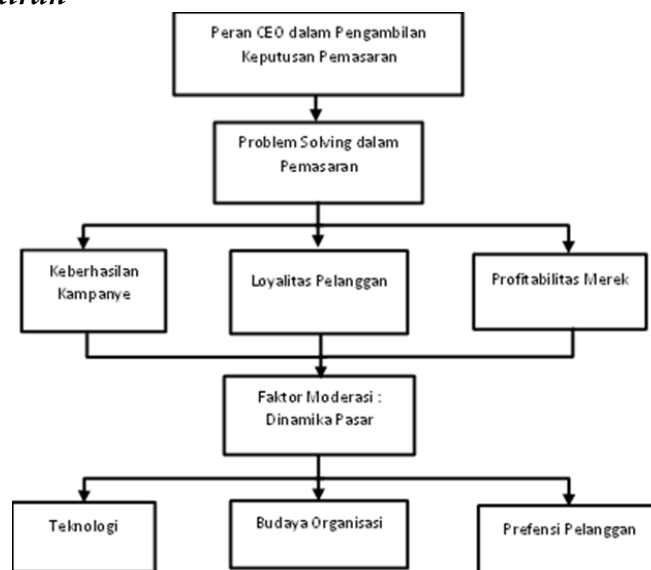 Peran CEO dalam Pengambilan
Keputusan Pemasaran
Problem Solving dalam
Pemasaran
Keberhasilan
Kampanye
Loyalitas Pelanggan
Profitabilitas Merek
Faktor Moderasi :
Dinamika Pasar
Teknologi
Budaya Organisasi
Prefensi Pelanggan